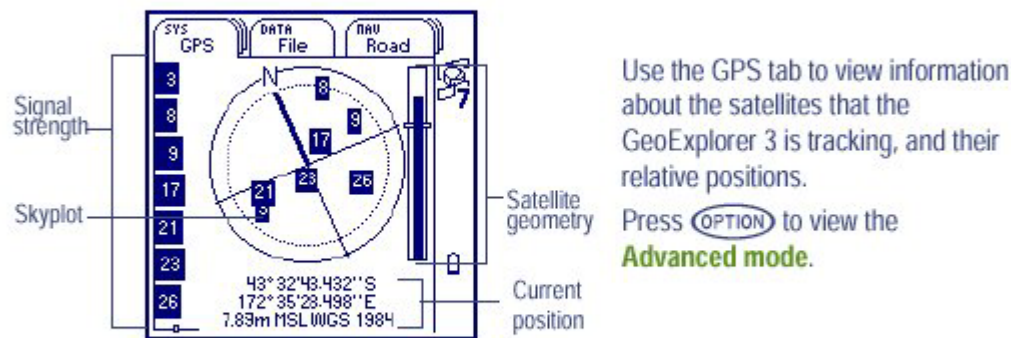 SYS
GPS
DATA
File
NAV
Road
N
3
8
9
17
21
23
26
8
9
17
23
26
21
7
43° 32'43.432''S
172° 35'28.498''E
7.89m MSL WGS 1984
Signal
strength
Skyplot
Satellite
geometry
Current
position
Use the GPS tab to view information
about the satellites that the
GeoExplorer 3 is tracking, and their
relative positions.
Press OPTION to view the
Advanced mode.